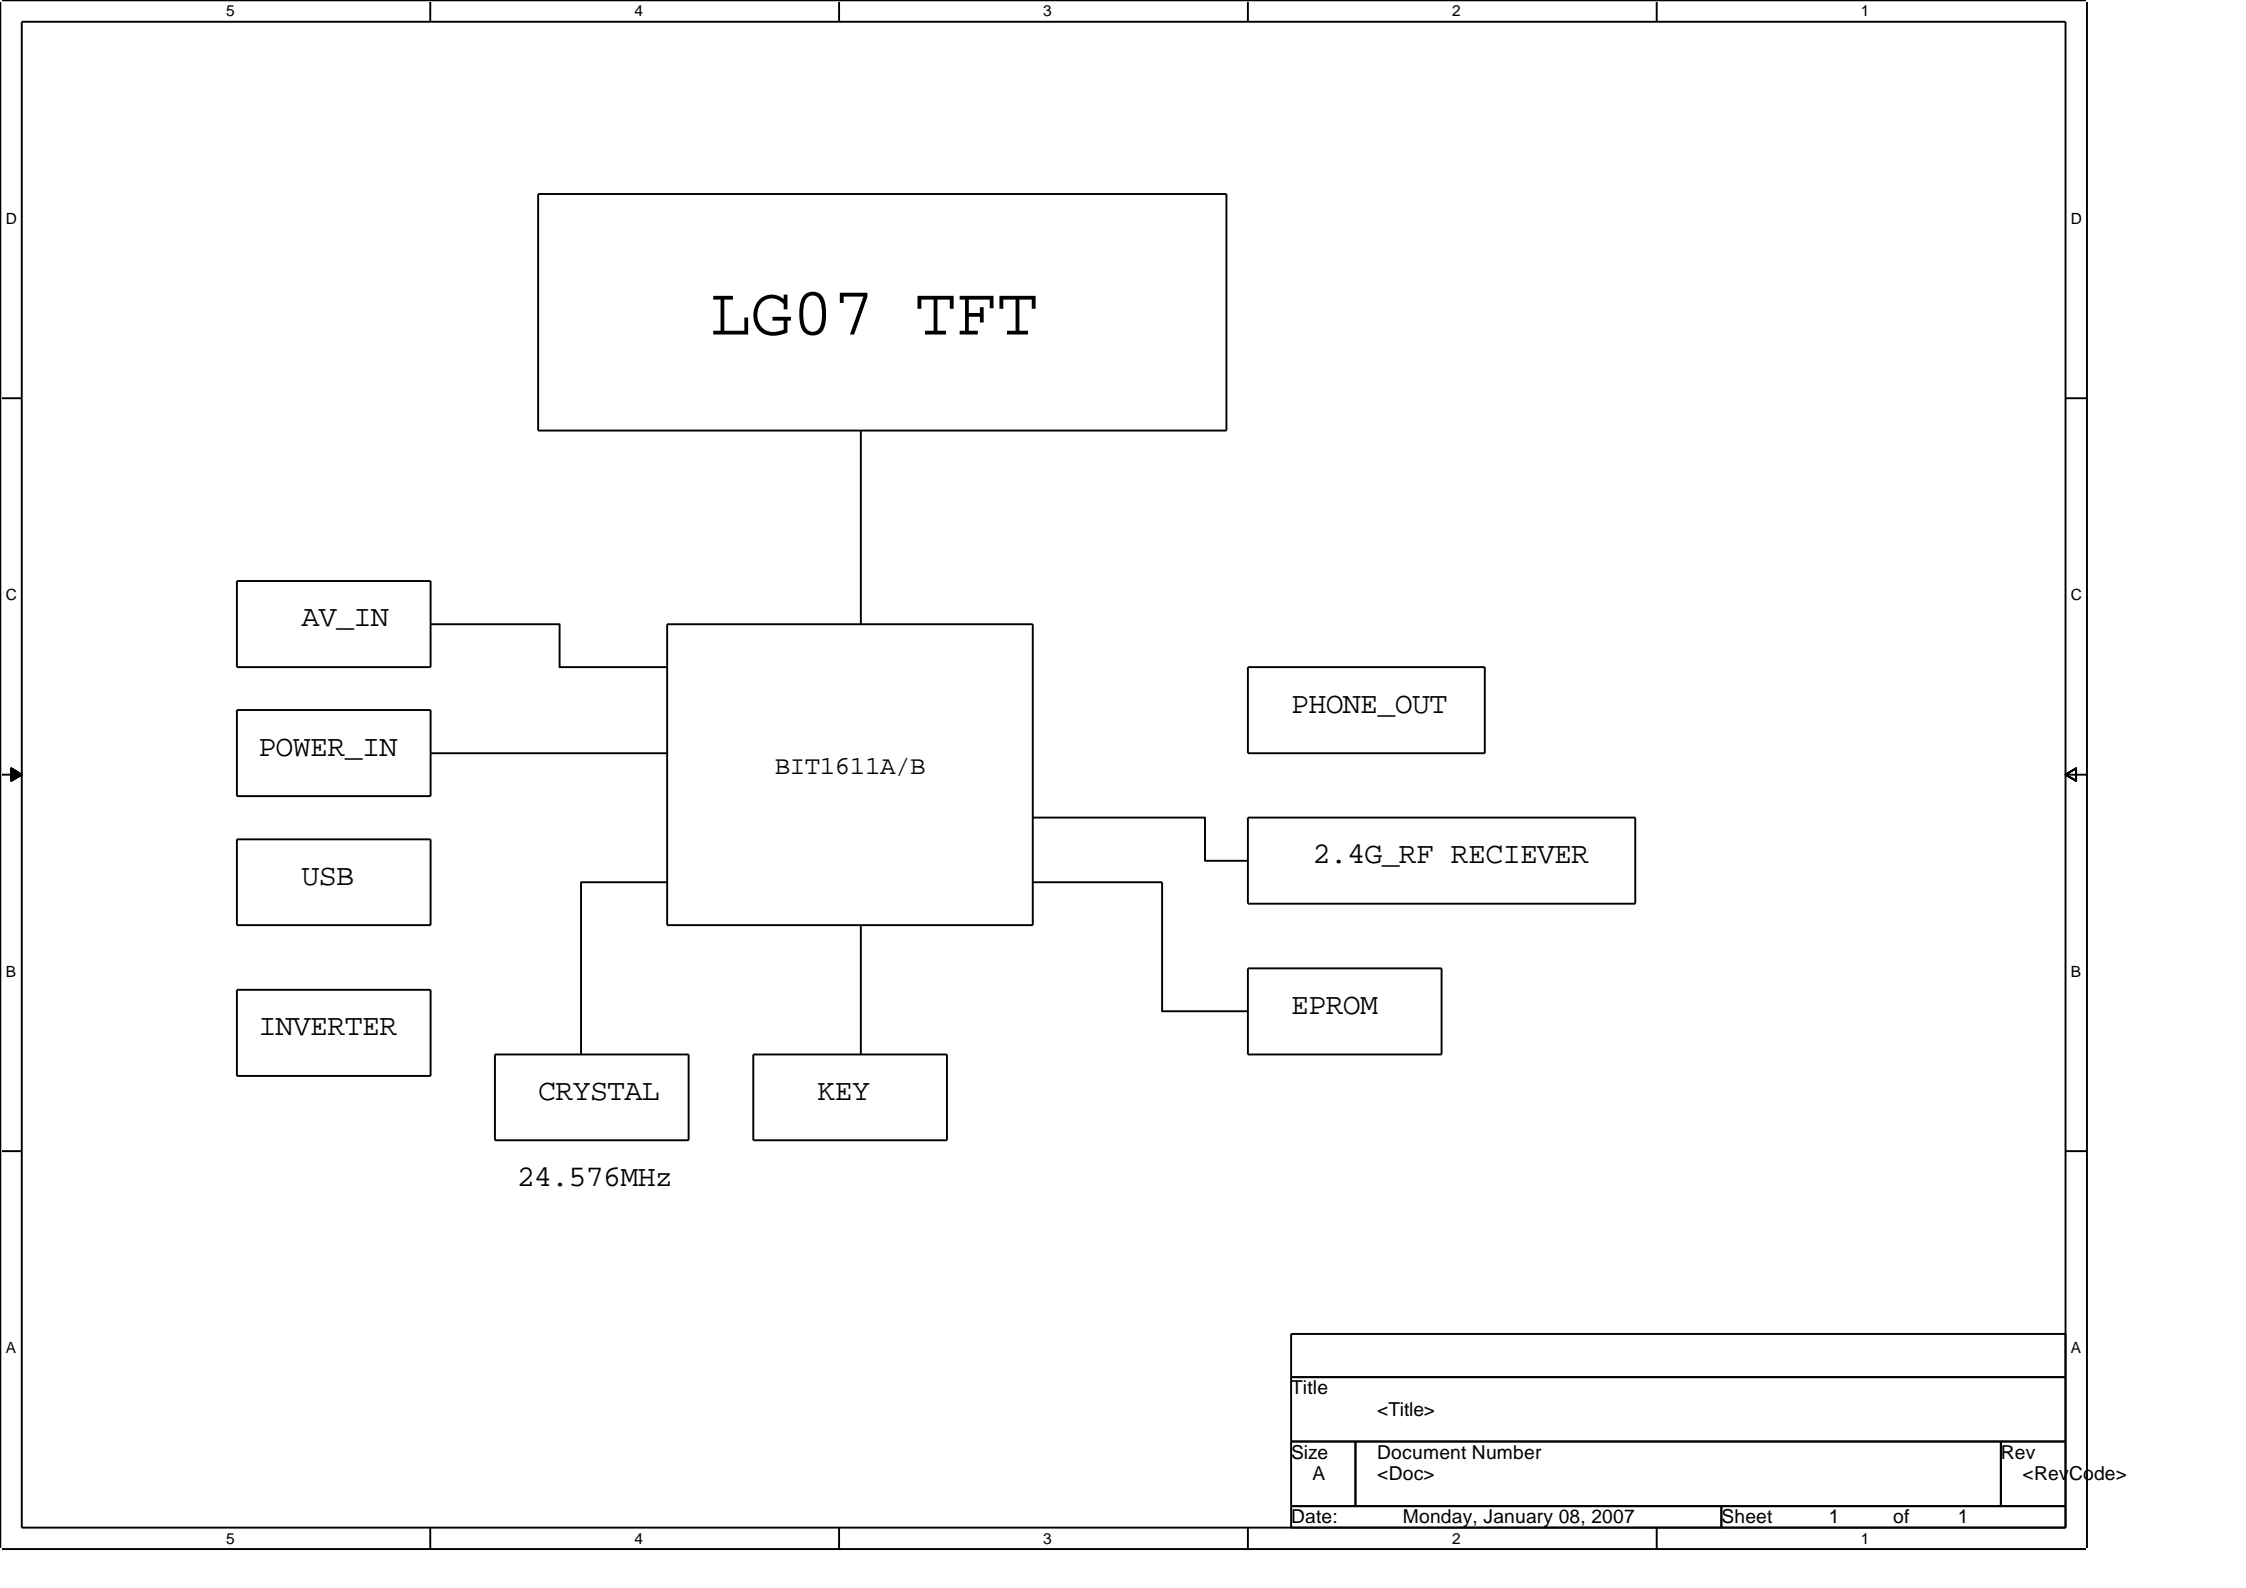 5 4 3 2 1
D D
LG07 TFT
C C
AV_IN
PHONE_OUT
POWER_IN
BIT1611A/B
2.4G_RF RECIEVER
USB
B B
EPROM
INVERTER
CRYSTAL KEY
24.576MHz
A A
Title
<Title>
Size Document Number Rev
A <Doc> <RevCode>
Date: Monday, January 08, 2007 Sheet 1 of 1
5 4 3 2 1